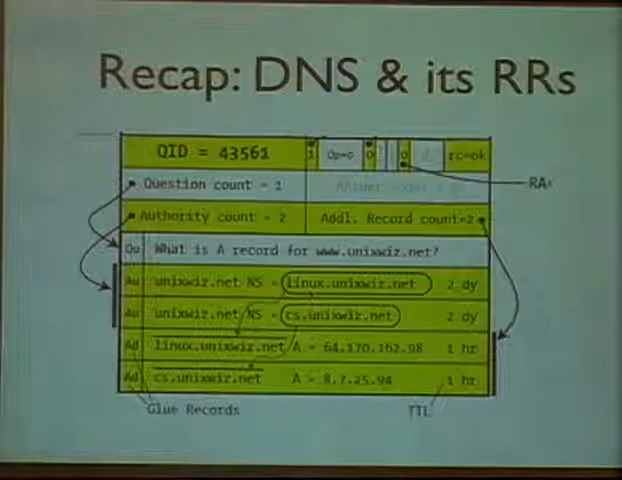 Recap: DNS & its RRs
QID = 43561
1 Op=0 0 0 rc=ok
Question count = 1
RA
Authority count = 2 Addl. Record count=2
Qu What is A record for www.unixwiz.net?
Au unixwiz.net NS = linux.unixwiz.net 2 dy
Au unixwiz.net NS = cs.unixwiz.net 2 dy
Ad linux.unixwiz.net A = 64.170.162.98 1 hr
Ad cs.unixwiz.net A = 8.7.25.94 1 hr
Glue Records TTL